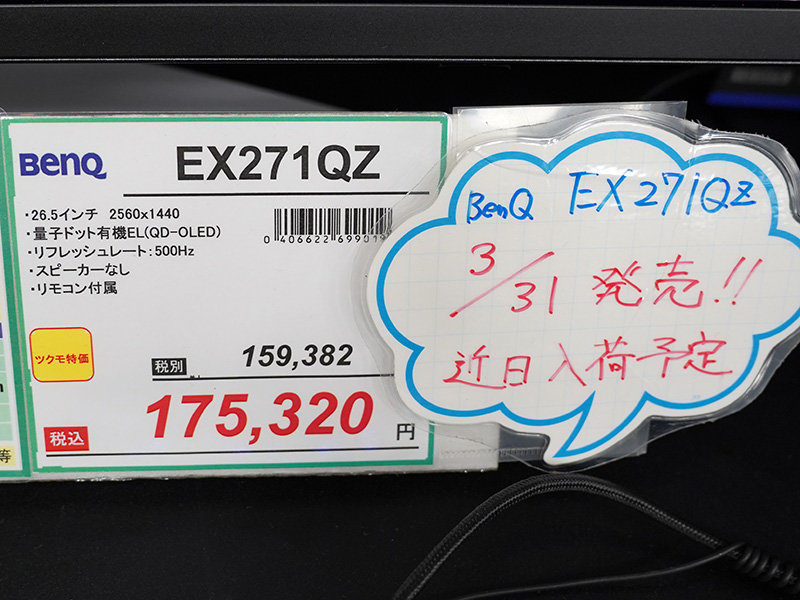 BenQ
EX271QZ
・26.5インチ 2560x1440
・量子ドット有機EL(QD-OLED)
・リフレッシュレート:500Hz
・スピーカーなし
・リモコン付属
ツクモ特価
税別 159,382
税込 175,320 円
BenQ EX271QZ
3/31 発売!!
近日入荷予定
等